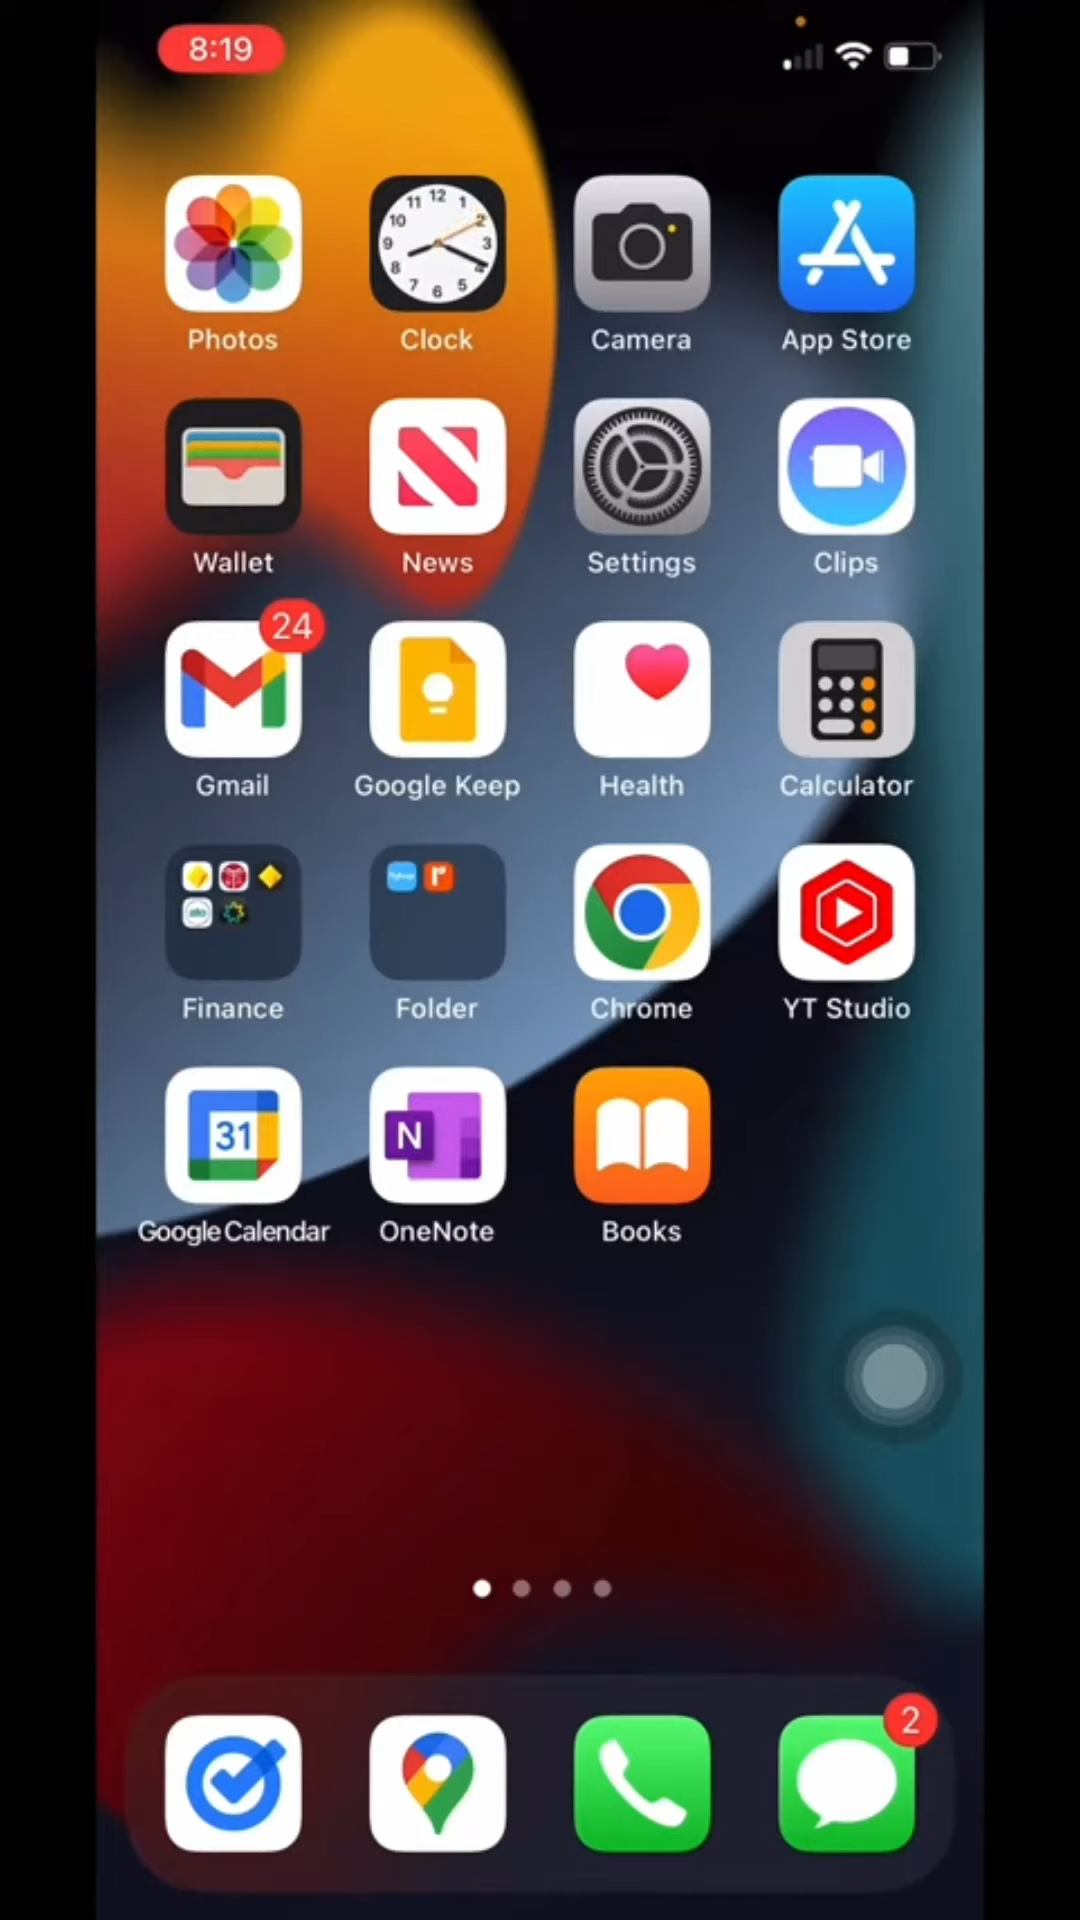 8:19
Photos
Clock
Camera
App Store
Wallet
News
Settings
Clips
24
Gmail
Google Keep
Health
Calculator
Finance
Folder
Chrome
YT Studio
31
N
Google Calendar
OneNote
Books
2